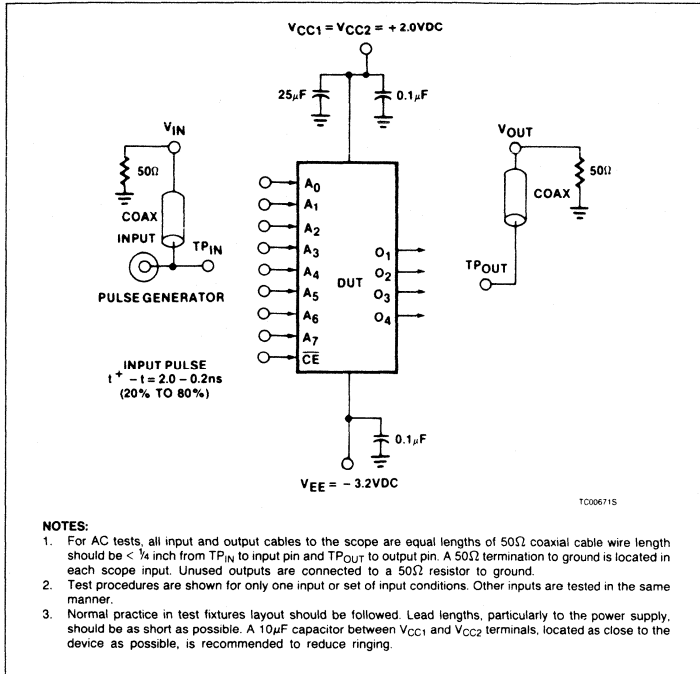 VCC1 = VCC2 = + 2.0VDC
25µF
0.1µF
VIN
50Ω
COAX
INPUT
TPIN
PULSE GENERATOR
INPUT PULSE
t+ – t = 2.0 – 0.2ns
(20% TO 80%)
A0
A1
A2
A3
A4
A5
A6
A7
CE
DUT
O1
O2
O3
O4
VOUT
50Ω
COAX
TPOUT
0.1µF
VEE = – 3.2VDC
TC00671S
NOTES:
1. For AC tests, all input and output cables to the scope are equal lengths of 50Ω coaxial cable wire length
should be < ¼ inch from TPIN to input pin and TPOUT to output pin. A 50Ω termination to ground is located in
each scope input. Unused outputs are connected to a 50Ω resistor to ground.
2. Test procedures are shown for only one input or set of input conditions. Other inputs are tested in the same
manner.
3. Normal practice in test fixtures layout should be followed. Lead lengths, particularly to the power supply,
should be as short as possible. A 10µF capacitor between VCC1 and VCC2 terminals, located as close to the
device as possible, is recommended to reduce ringing.